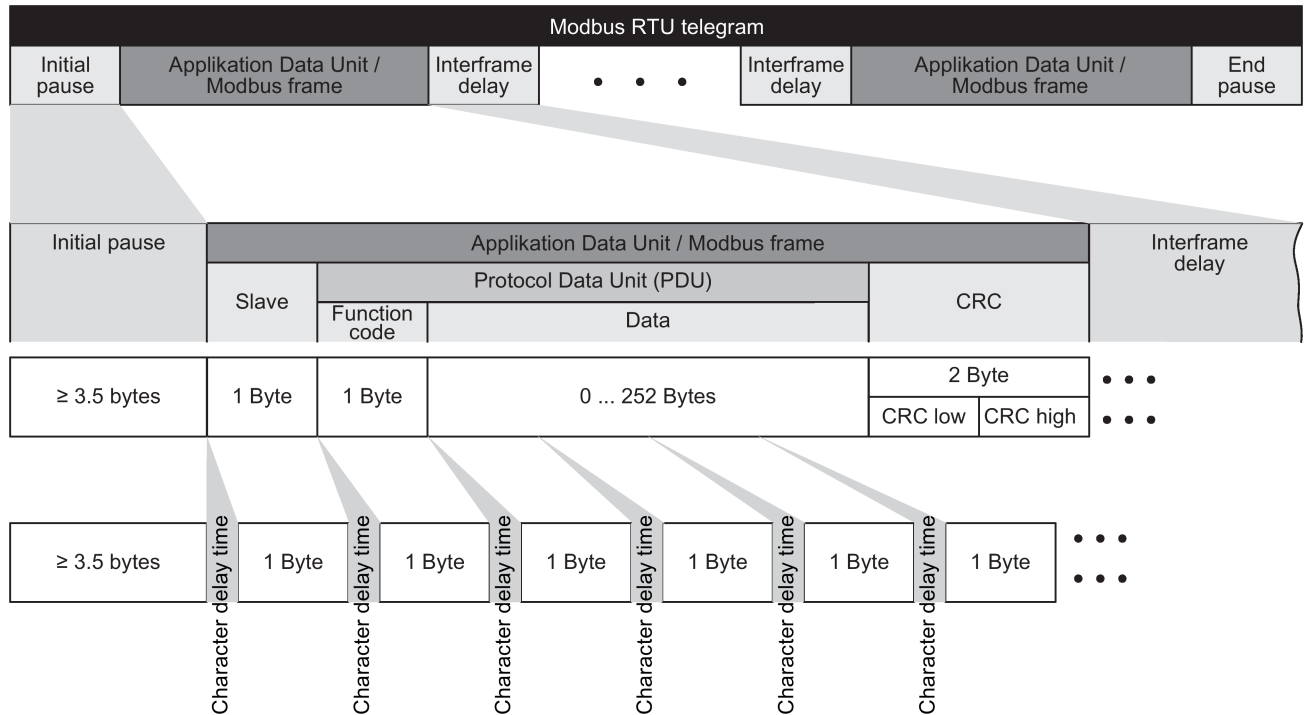 Modbus RTU telegram
Initial
pause
Applikation Data Unit /
Modbus frame
Interframe
delay
• • •
Interframe
delay
Applikation Data Unit /
Modbus frame
End
pause
Initial pause
Applikation Data Unit / Modbus frame
Interframe
delay
Slave
Protocol Data Unit (PDU)
CRC
Function
code
Data
≥ 3.5 bytes
1 Byte
1 Byte
0 ... 252 Bytes
2 Byte
• • •
CRC low
CRC high
• • •
≥ 3.5 bytes
Character delay time
1 Byte
Character delay time
1 Byte
Character delay time
1 Byte
Character delay time
1 Byte
Character delay time
1 Byte
Character delay time
1 Byte
• • •
• • •